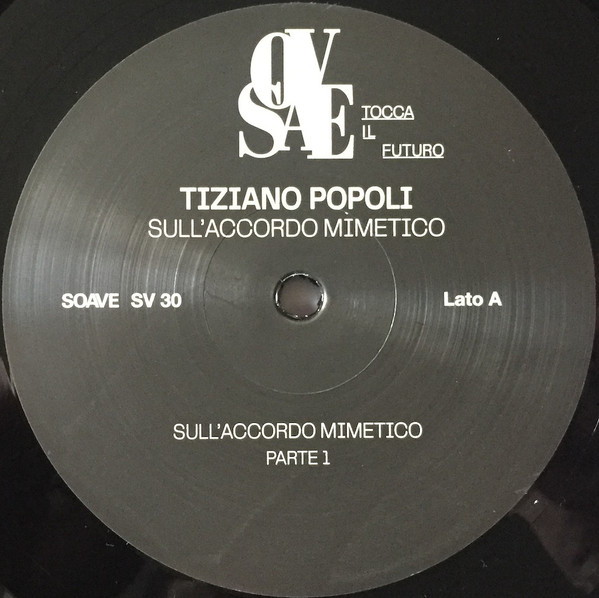 SOAVE
TOCCA
IL
FUTURO
TIZIANO POPOLI
SULL'ACCORDO MIMETICO
SOAVE SV 30
Lato A
SULL'ACCORDO MIMETICO
PARTE 1